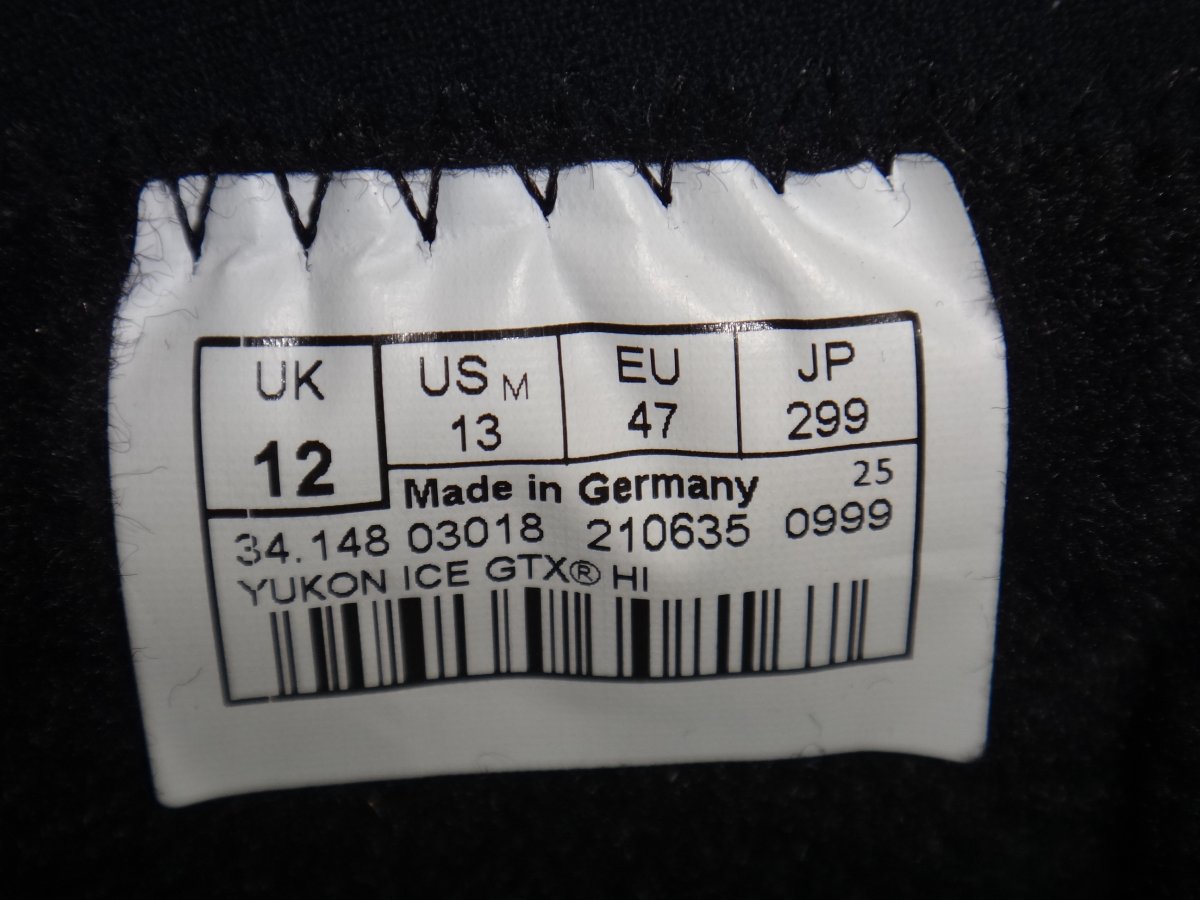 UK US M EU JP
12 13 47 299
Made in Germany 25
34.148 03018 210635 0999
YUKON ICE GTX® HI